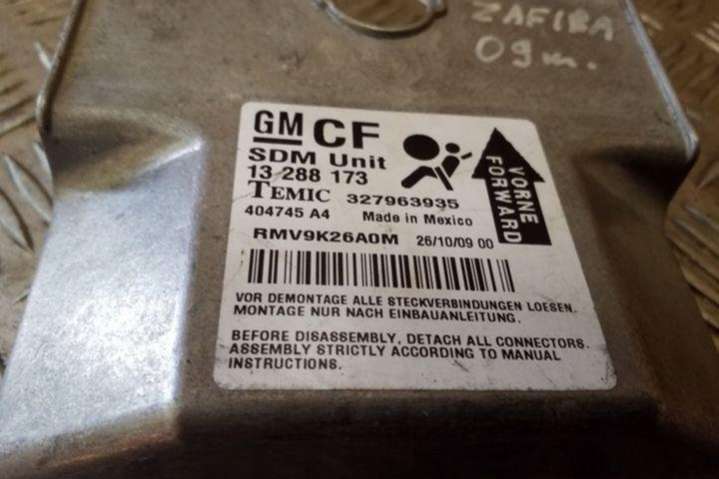 ZAFIRA
09m.
GM CF
SDM Unit
13 288 173
TEMIC 327963935
404745 A4 Made in Mexico
RMV9K26A0M 26/10/09 00
VORNE
FORWARD
VOR DEMONTAGE ALLE STECKVERBINDUNGEN LOESEN.
MONTAGE NUR NACH EINBAUANLEITUNG.
BEFORE DISASSEMBLY, DETACH ALL CONNECTORS.
ASSEMBLY STRICTLY ACCORDING TO MANUAL
INSTRUCTIONS.